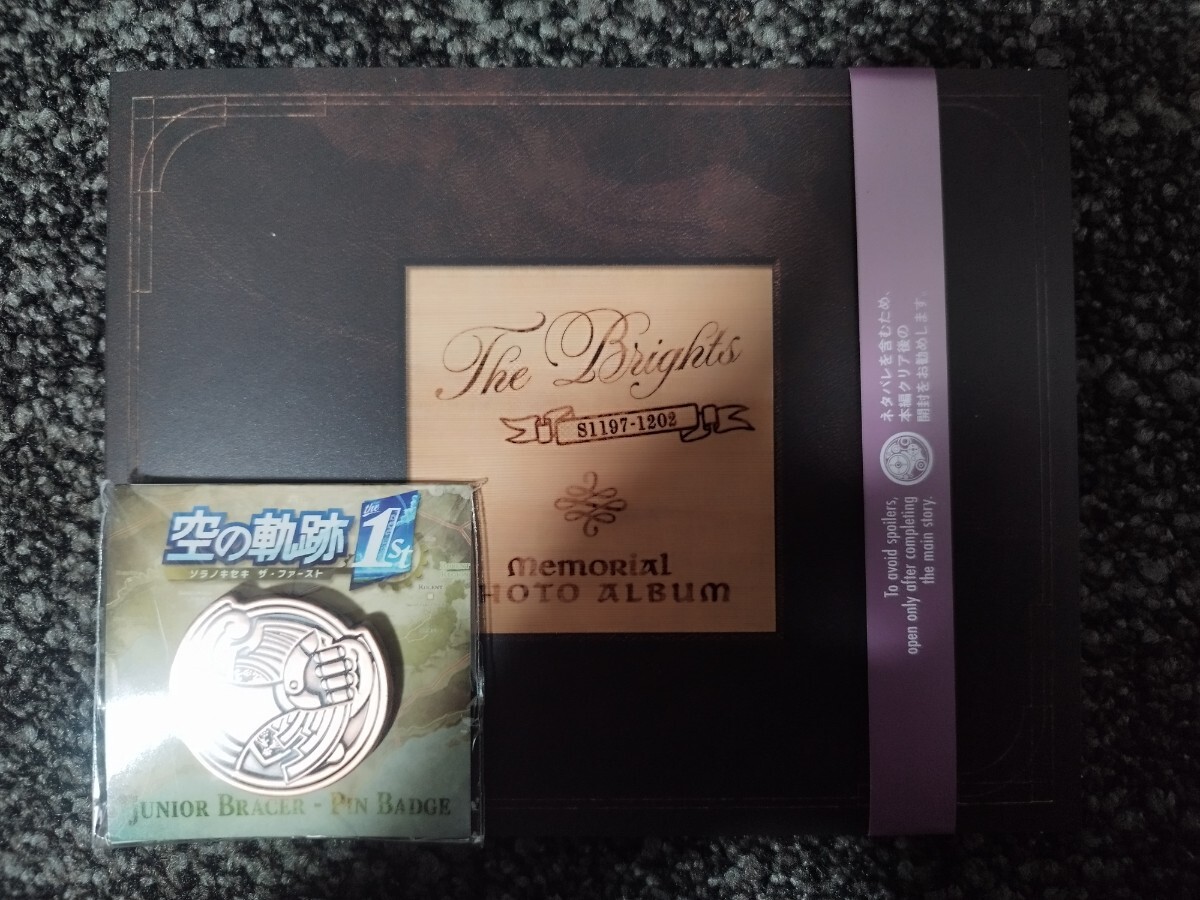 The Brights
S1197-1202
Memorial
PHOTO ALBUM
ネタバレを含むため、
本編クリア後の
開封をお勧めします。
To avoid spoilers,
open only after completing
the main story.
空の軌跡
the 1st
ソラノキセキ ザ・ファースト
JUNIOR BRACER - PIN BADGE